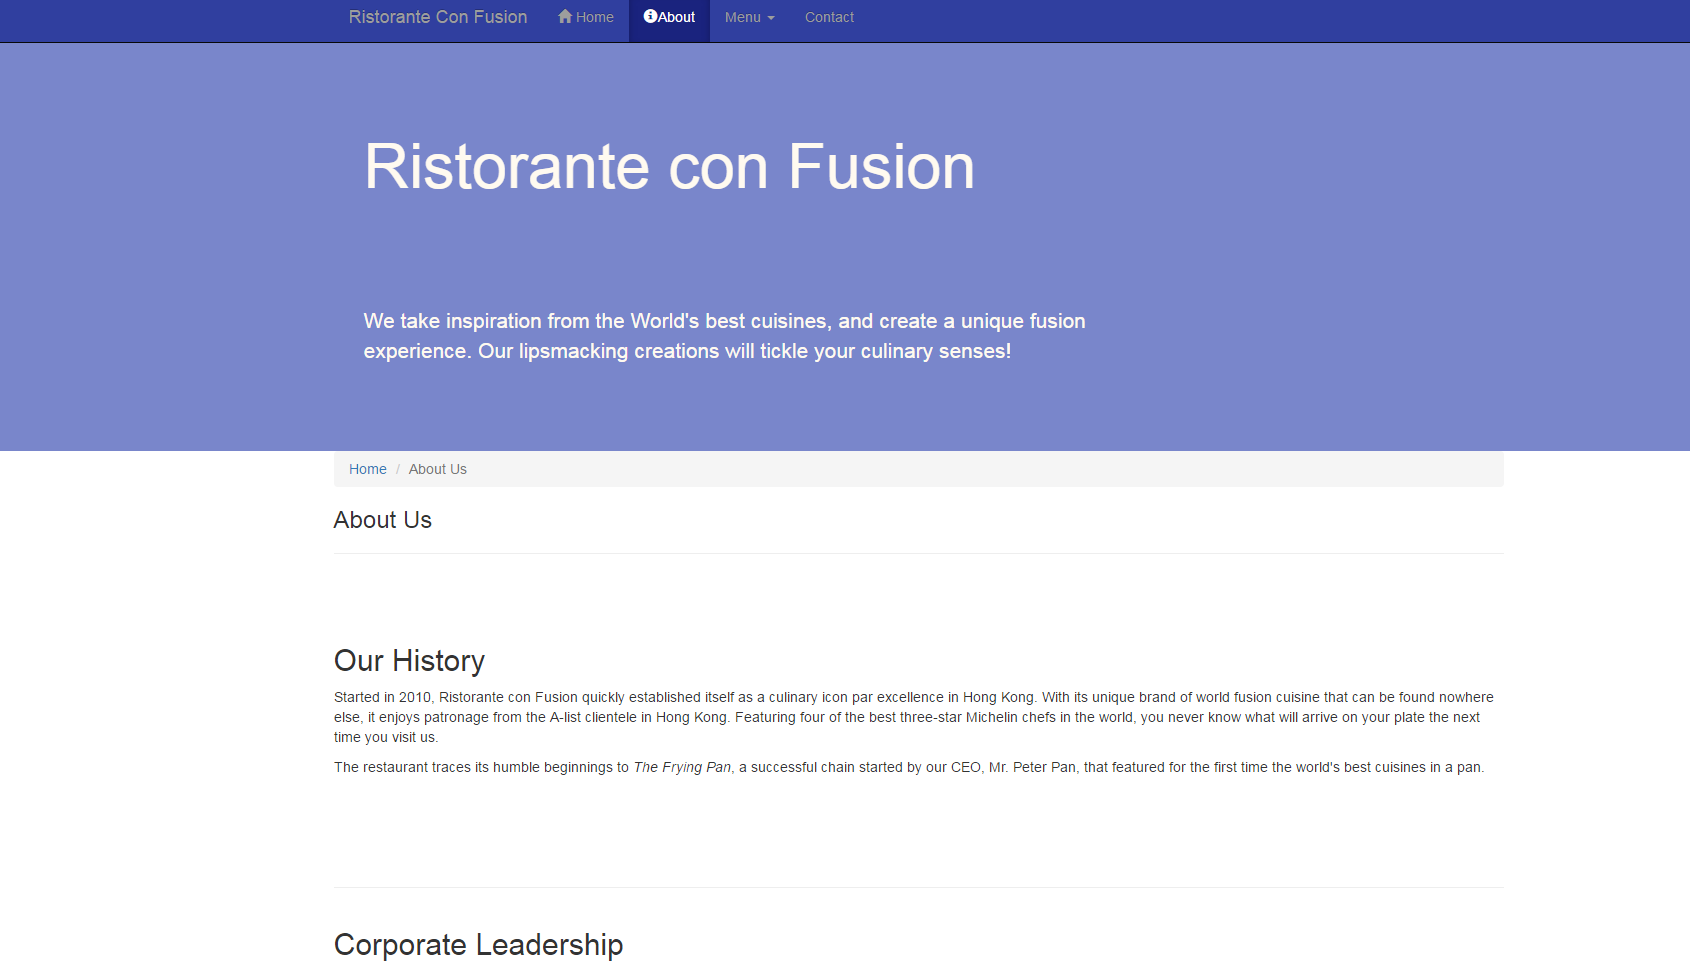 Ristorante Con Fusion Home About Menu Contact
Ristorante con Fusion
We take inspiration from the World's best cuisines, and create a unique fusion
experience. Our lipsmacking creations will tickle your culinary senses!
Home / About Us
About Us
Our History
Started in 2010, Ristorante con Fusion quickly established itself as a culinary icon par excellence in Hong Kong. With its unique brand of world fusion cuisine that can be found nowhere
else, it enjoys patronage from the A-list clientele in Hong Kong. Featuring four of the best three-star Michelin chefs in the world, you never know what will arrive on your plate the next
time you visit us.
The restaurant traces its humble beginnings to The Frying Pan, a successful chain started by our CEO, Mr. Peter Pan, that featured for the first time the world's best cuisines in a pan.
Corporate Leadership